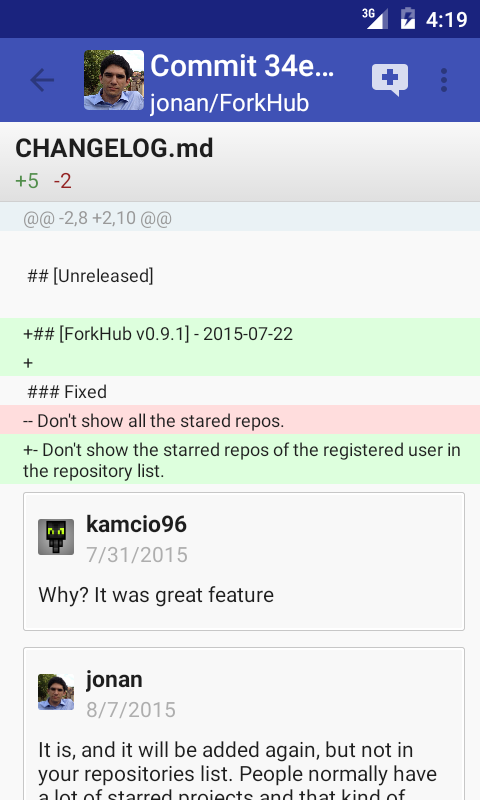 3G 4:19
Commit 34e...
jonan/ForkHub
CHANGELOG.md
+5 -2
@@ -2,8 +2,10 @@
## [Unreleased]
+## [ForkHub v0.9.1] - 2015-07-22
+
### Fixed
-- Don't show all the stared repos.
+- Don't show the starred repos of the registered user in
the repository list.
kamcio96
7/31/2015
Why? It was great feature
jonan
8/7/2015
It is, and it will be added again, but not in
your repositories list. People normally have
a lot of starred projects and that kind of